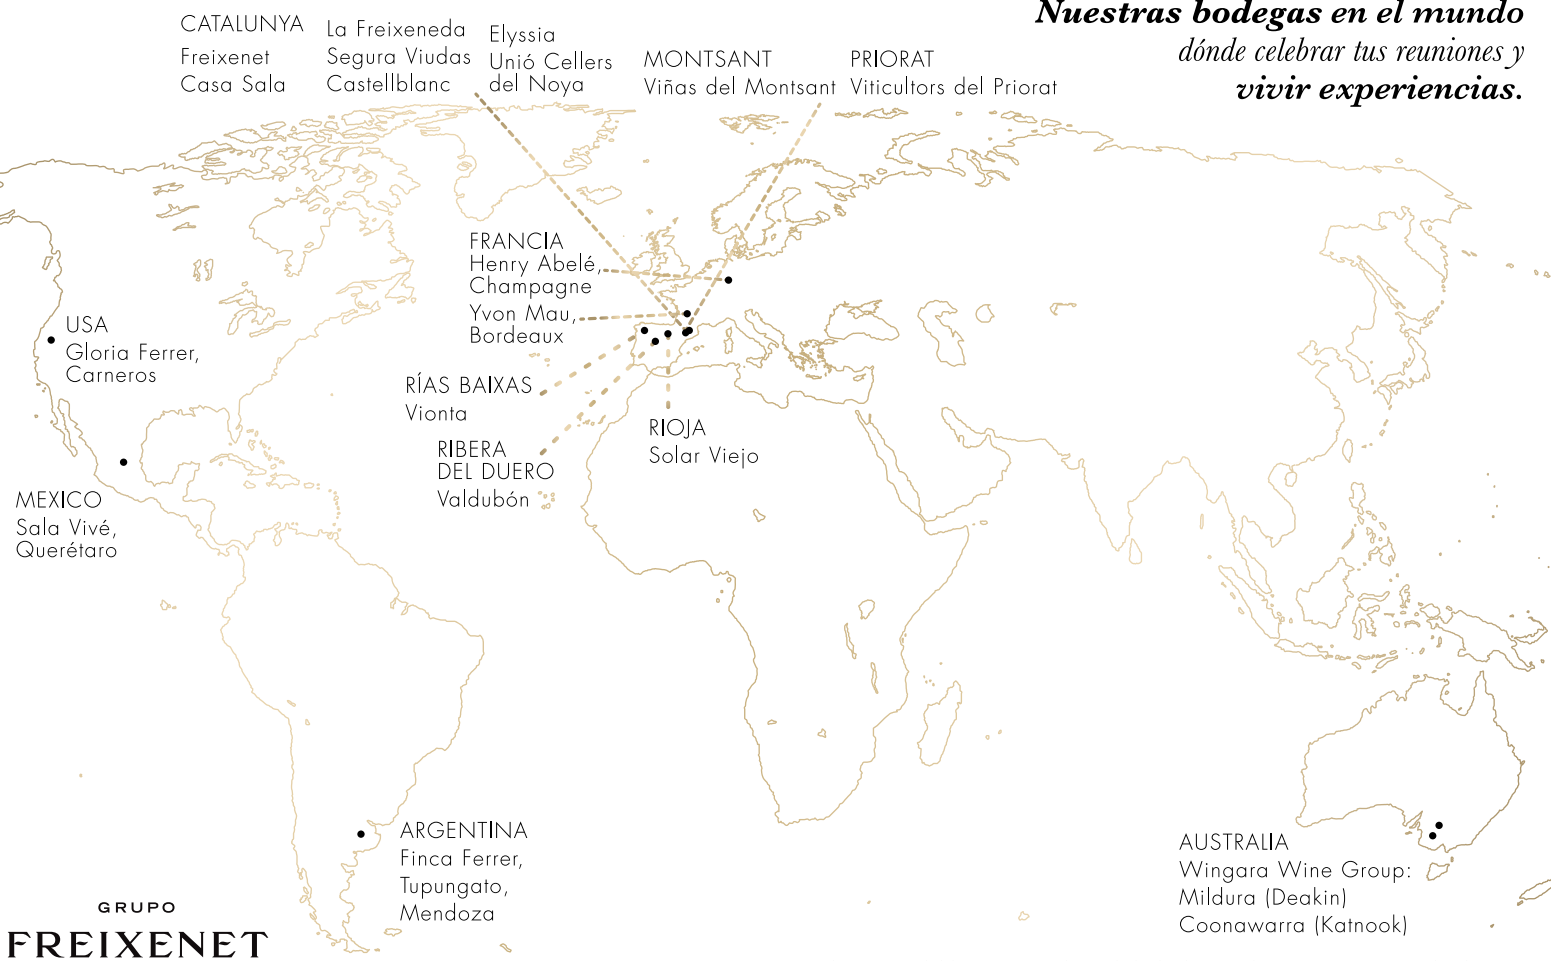 Nuestras bodegas en el mundo
dónde celebrar tus reuniones y
vivir experiencias.
CATALUNYA
Freixenet
Casa Sala
La Freixeneda
Segura Viudas
Castellblanc
Elyssia
Unió Cellers
del Noya
MONTSANT
Viñas del Montsant
PRIORAT
Viticultors del Priorat
FRANCIA
Henry Abelé,
Champagne
Yvon Mau,
Bordeaux
USA
Gloria Ferrer,
Carneros
RÍAS BAIXAS
Vionta
RIBERA
DEL DUERO
Valdubón
RIOJA
Solar Viejo
MEXICO
Sala Vivé,
Querétaro
ARGENTINA
Finca Ferrer,
Tupungato,
Mendoza
AUSTRALIA
Wingara Wine Group:
Mildura (Deakin)
Coonawarra (Katnook)
GRUPO
FREIXENET